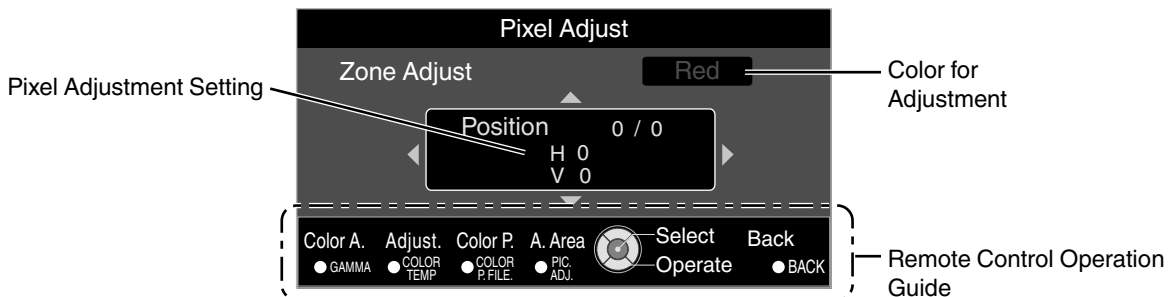 Pixel Adjust
Zone Adjust Red
Pixel Adjustment Setting
Color for
Adjustment
Position 0 / 0
H 0
V 0
Color A. Adjust. Color P. A. Area Select Back
GAMMA COLOR TEMP COLOR P. FILE. PIC. ADJ. Operate BACK
Remote Control Operation
Guide